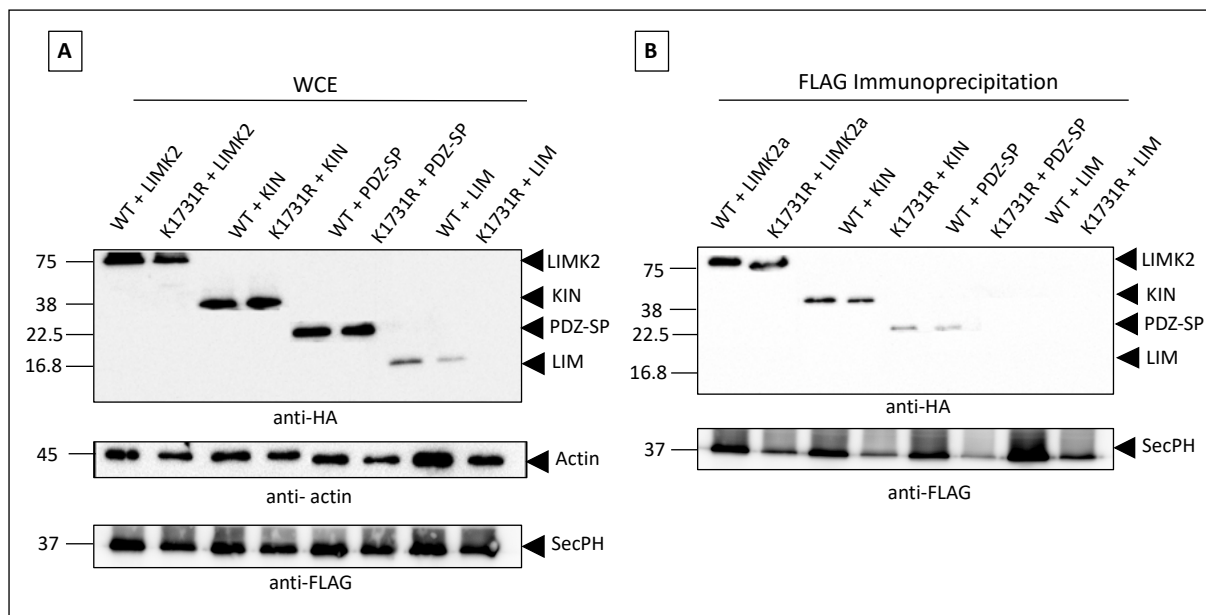 A
WCE
WT + LIMK2
K1731R + LIMK2
WT + KIN
K1731R + KIN
WT + PDZ-SP
K1731R + PDZ-SP
WT + LIM
K1731R + LIM
75
38
22.5
16.8
LIMK2
KIN
PDZ-SP
LIM
anti-HA
45
Actin
anti- actin
37
SecPH
anti-FLAG
B
FLAG Immunoprecipitation
WT + LIMK2a
K1731R + LIMK2a
WT + KIN
K1731R + KIN
WT + PDZ-SP
K1731R + PDZ-SP
WT + LIM
K1731R + LIM
75
38
22.5
16.8
LIMK2
KIN
PDZ-SP
LIM
anti-HA
37
SecPH
anti-FLAG